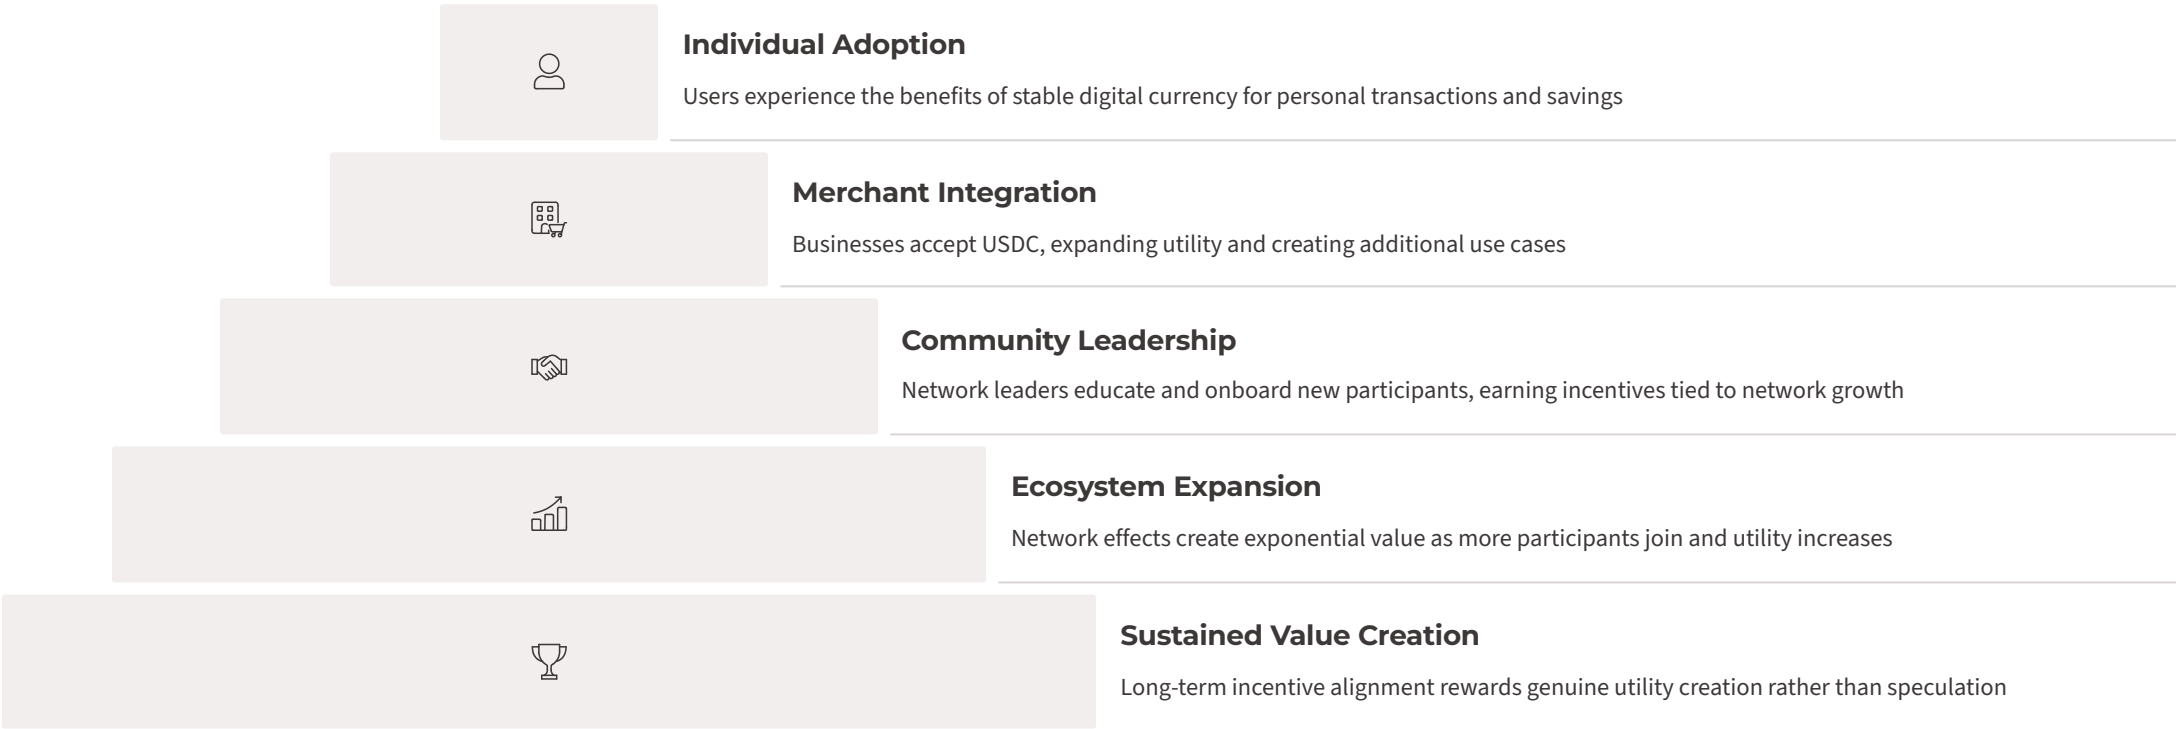 Individual Adoption
Users experience the benefits of stable digital currency for personal transactions and savings
Merchant Integration
Businesses accept USDC, expanding utility and creating additional use cases
Community Leadership
Network leaders educate and onboard new participants, earning incentives tied to network growth
Ecosystem Expansion
Network effects create exponential value as more participants join and utility increases
Sustained Value Creation
Long-term incentive alignment rewards genuine utility creation rather than speculation